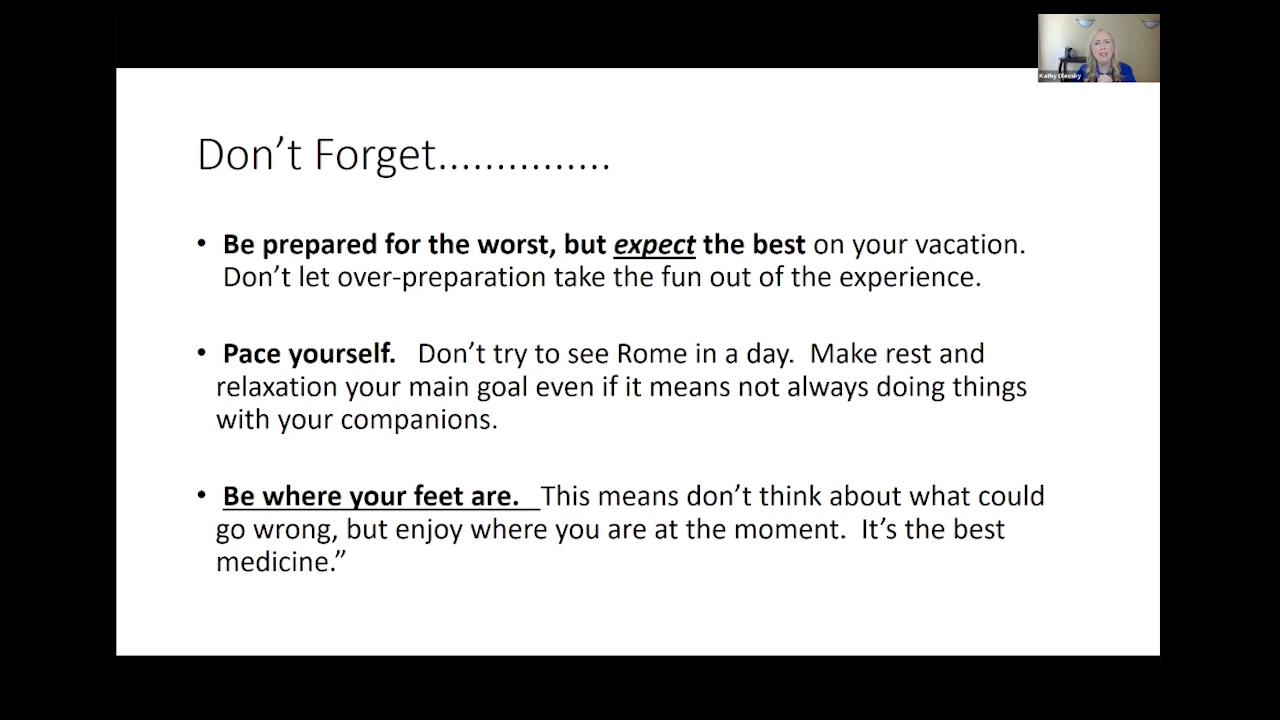 Kathy Olevsky
Don't Forget...............
• Be prepared for the worst, but expect the best on your vacation.
Don't let over-preparation take the fun out of the experience.
• Pace yourself. Don't try to see Rome in a day. Make rest and
relaxation your main goal even if it means not always doing things
with your companions.
• Be where your feet are. This means don't think about what could
go wrong, but enjoy where you are at the moment. It's the best
medicine.”